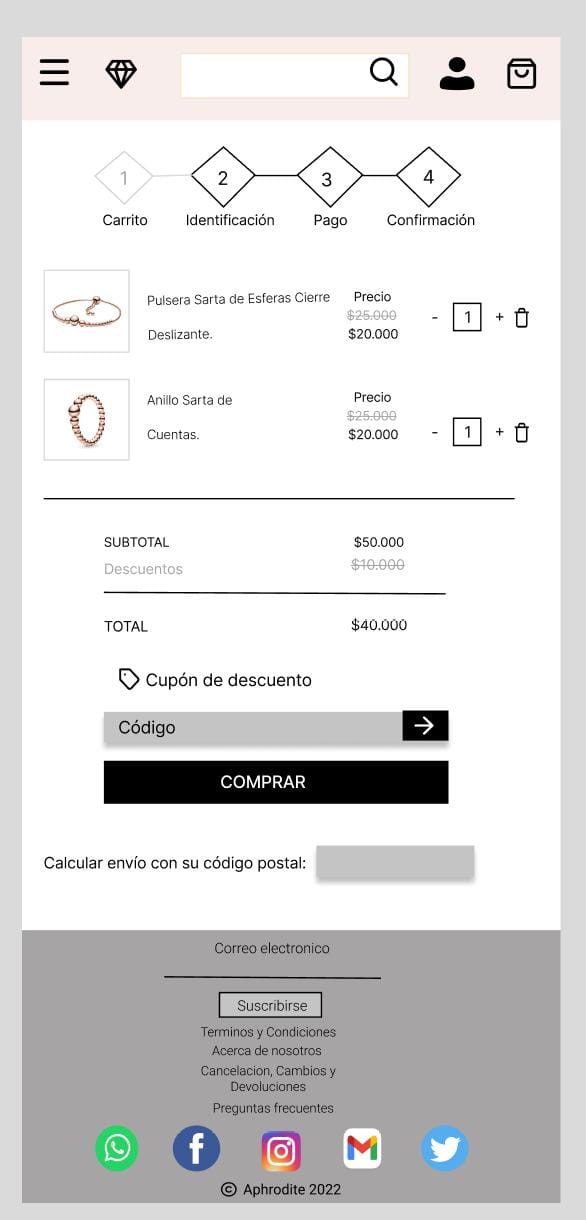 1
2
3
4
Carrito
Identificación
Pago
Confirmación
Pulsera Sarta de Esferas Cierre
Deslizante.
Precio
$25.000
$20.000
-
1
+
Anillo Sarta de
Cuentas.
Precio
$25.000
$20.000
-
1
+
SUBTOTAL
$50.000
Descuentos
$10.000
TOTAL
$40.000
Cupón de descuento
Código
COMPRAR
Calcular envío con su código postal:
Correo electronico
Suscribirse
Terminos y Condiciones
Acerca de nosotros
Cancelacion, Cambios y
Devoluciones
Preguntas frecuentes
© Aphrodite 2022